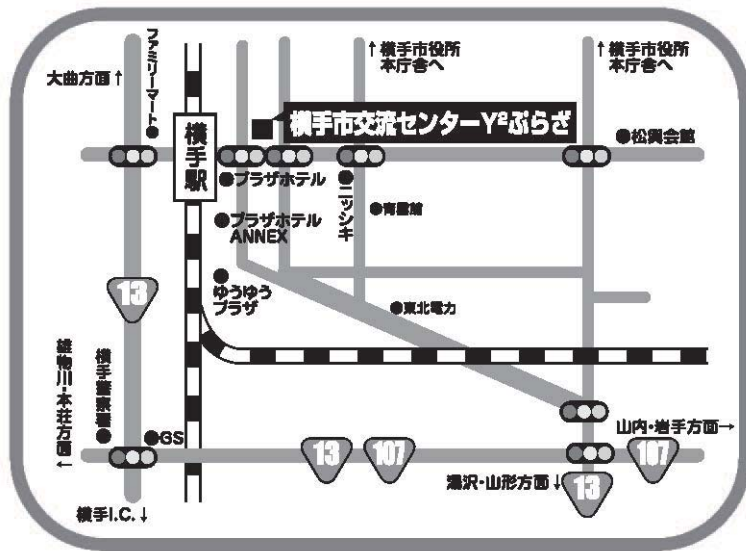 大曲方面↑
ファミリーマート
↑横手市役所
本庁舎へ
↑横手市役所
本庁舎へ
横手市交流センターY²ぷらざ
横手駅
松興会館
プラザホテル
ニッシキ
青雲館
プラザホテル
ANNEX
ゆうゆう
プラザ
東北電力
13
雄物川・本荘方面
↓
横手警察署
GS
13
107
山内・岩手方面→
107
湯沢・山形方面↓
13
横手I.C.↓